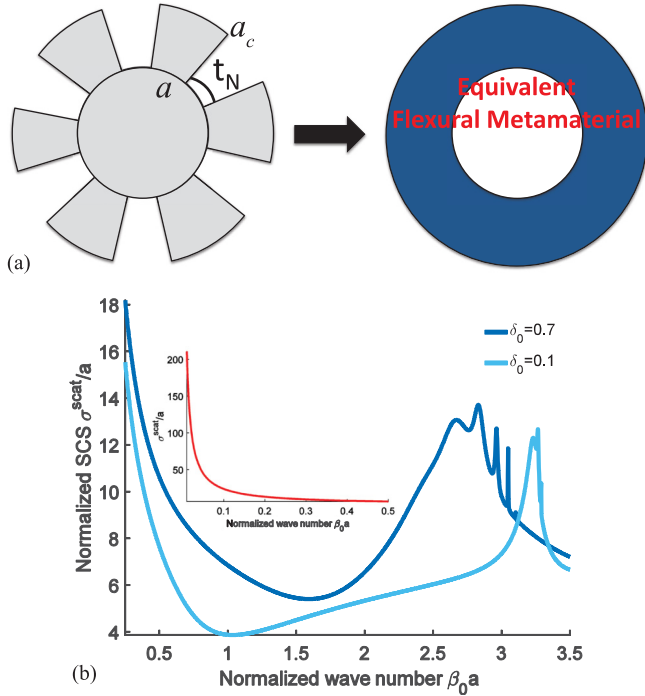 a_c
a
t_N
Equivalent
Flexural Metamaterial
(a)
18
16
14
12
10
8
6
4
Normalized SCS σ^scat/a
δ_0=0.7
δ_0=0.1
200
150
100
50
σ^scat/a
0.1 0.2 0.3 0.4 0.5
Normalized wave number β_0a
0.5 1 1.5 2 2.5 3 3.5
Normalized wave number β_0a
(b)